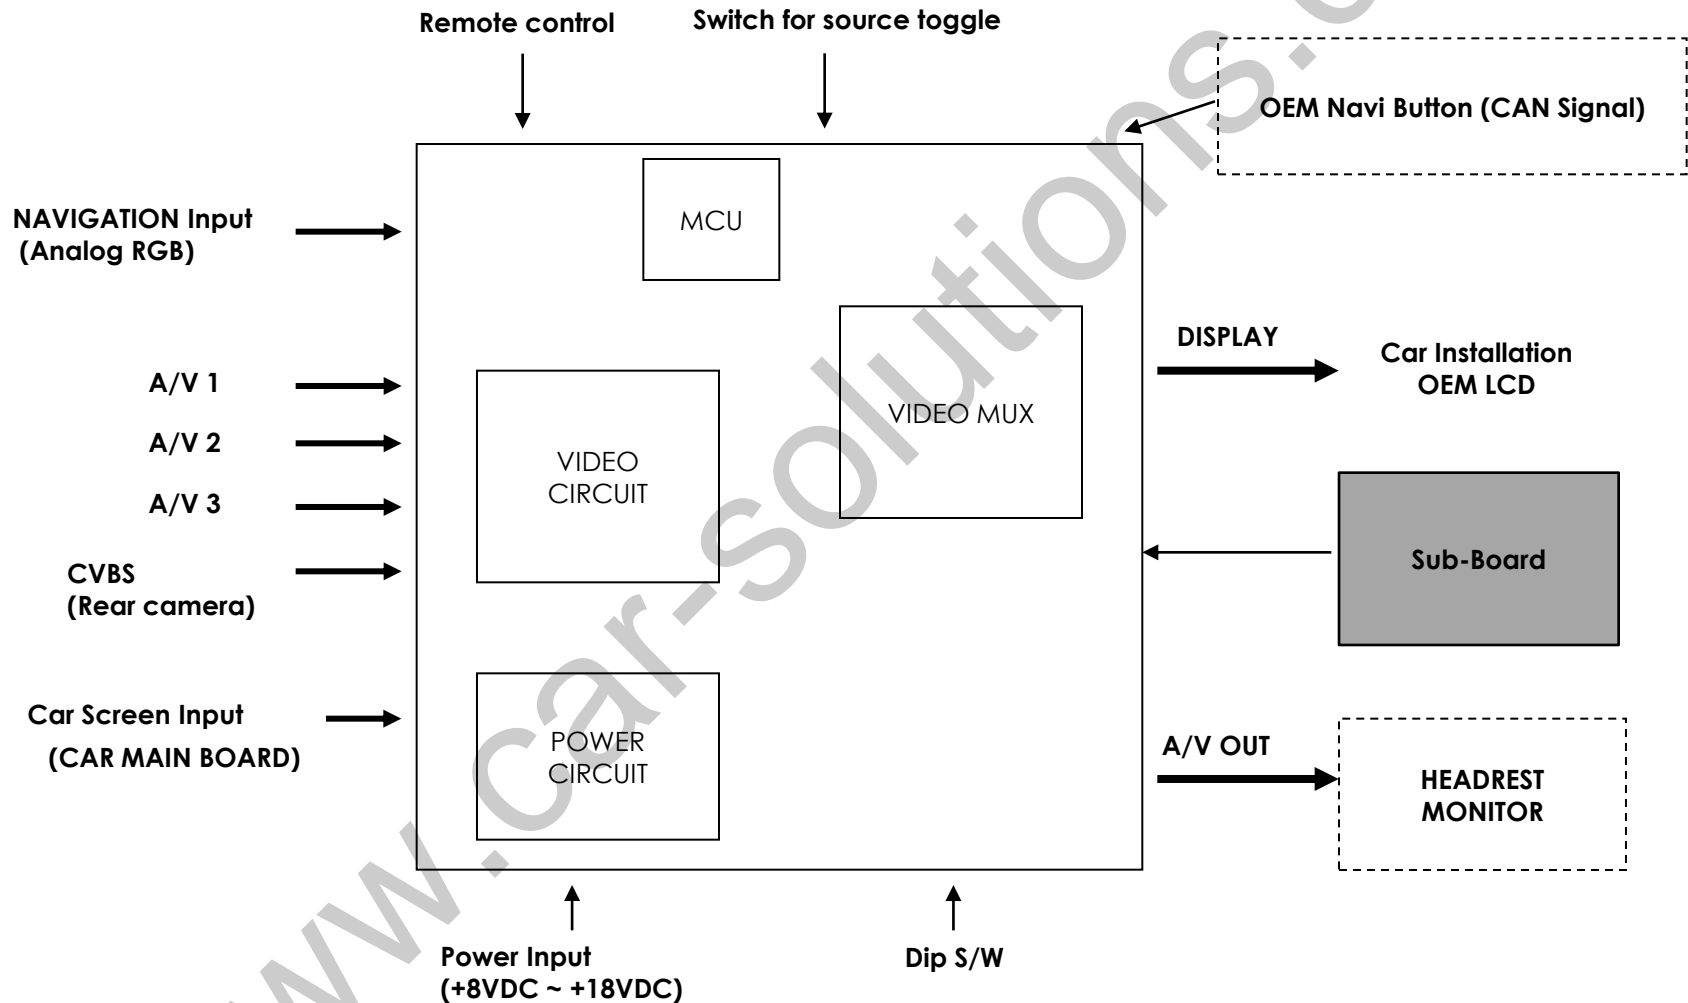 Remote control
Switch for source toggle
OEM Navi Button (CAN Signal)
NAVIGATION Input
(Analog RGB)
MCU
A/V 1
A/V 2
A/V 3
CVBS
(Rear camera)
VIDEO
CIRCUIT
VIDEO MUX
DISPLAY
Car Installation
OEM LCD
Sub-Board
Car Screen Input
(CAR MAIN BOARD)
POWER
CIRCUIT
A/V OUT
HEADREST
MONITOR
Power Input
(+8VDC ~ +18VDC)
Dip S/W
www.car-solutions.c